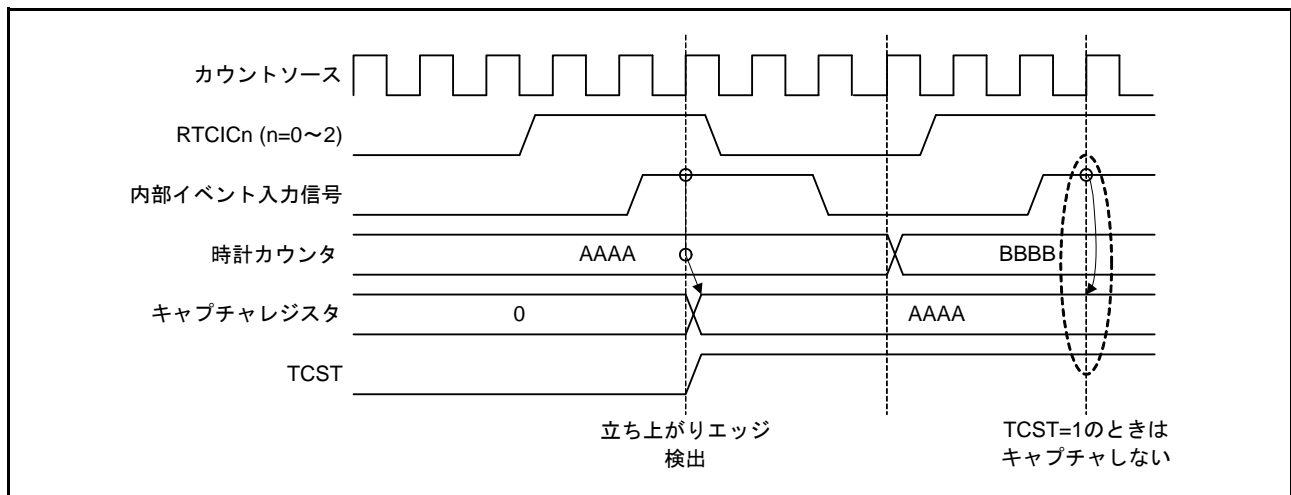 カウントソース
RTCICn (n=0～2)
内部イベント入力信号
時計カウンタ
AAAA
BBBB
キャプチャレジスタ
0
AAAA
TCST
立ち上がりエッジ
検出
TCST=1のときは
キャプチャしない